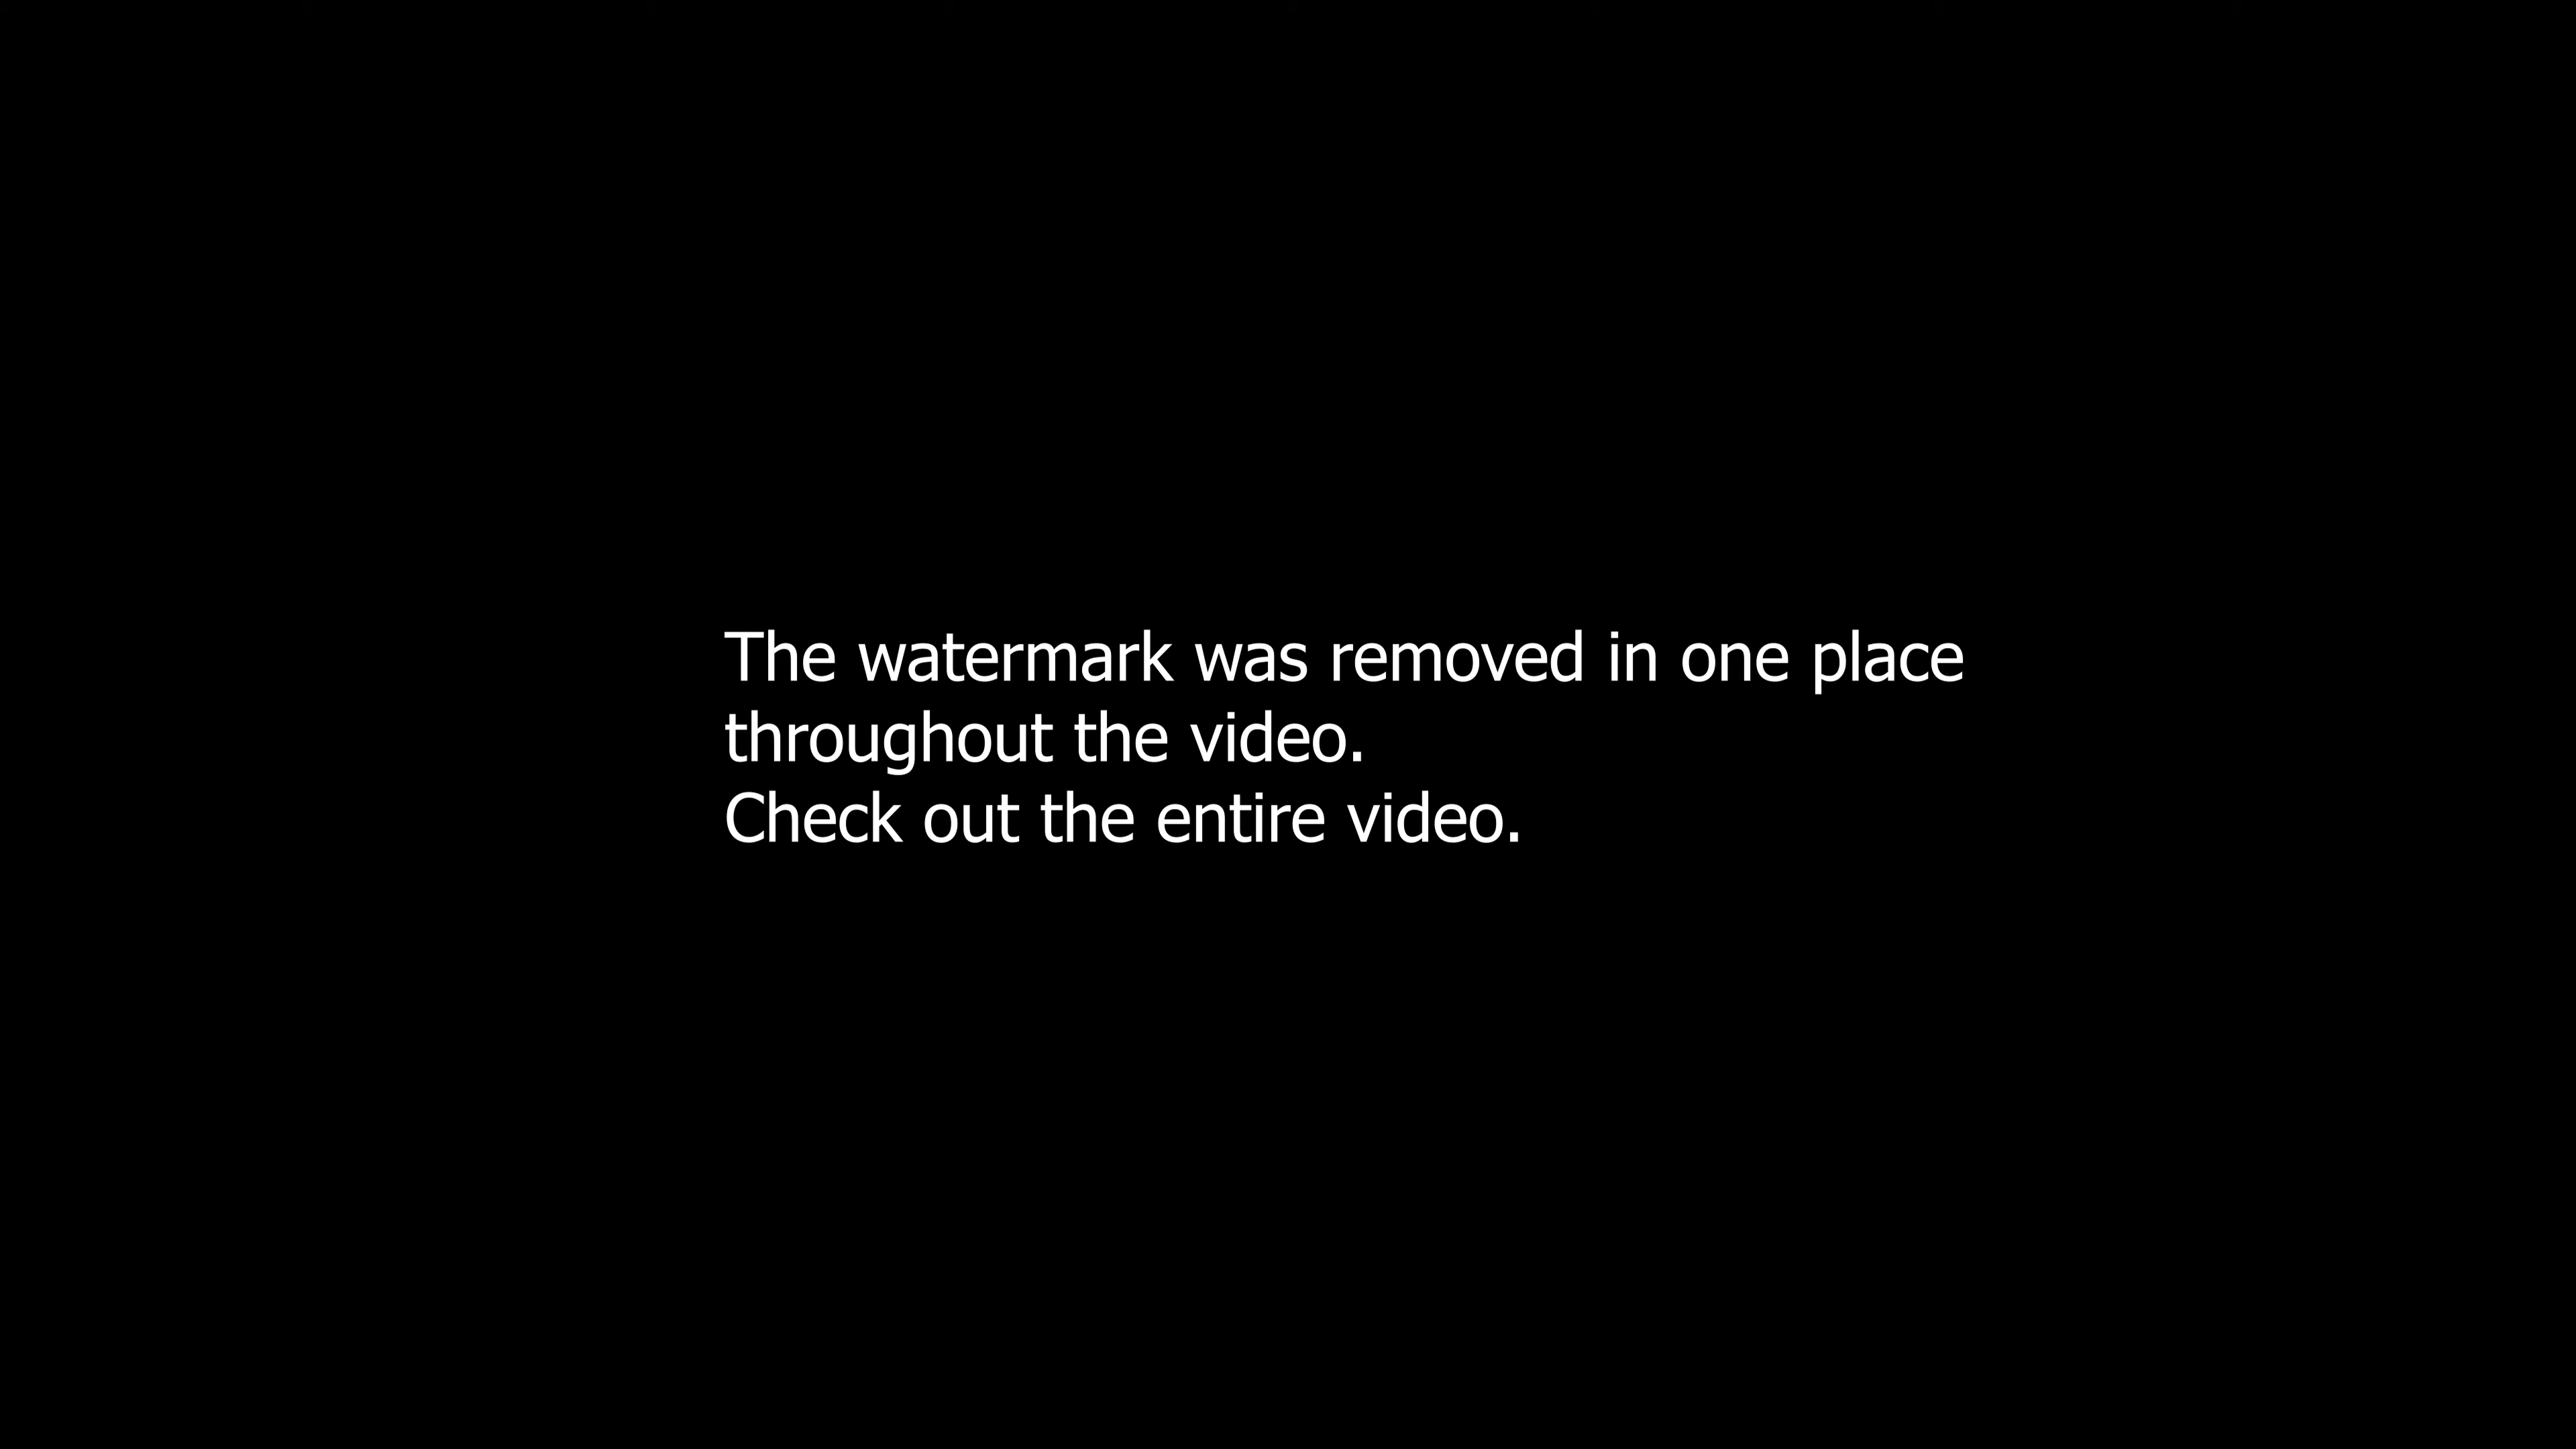 The watermark was removed in one place
throughout the video.
Check out the entire video.